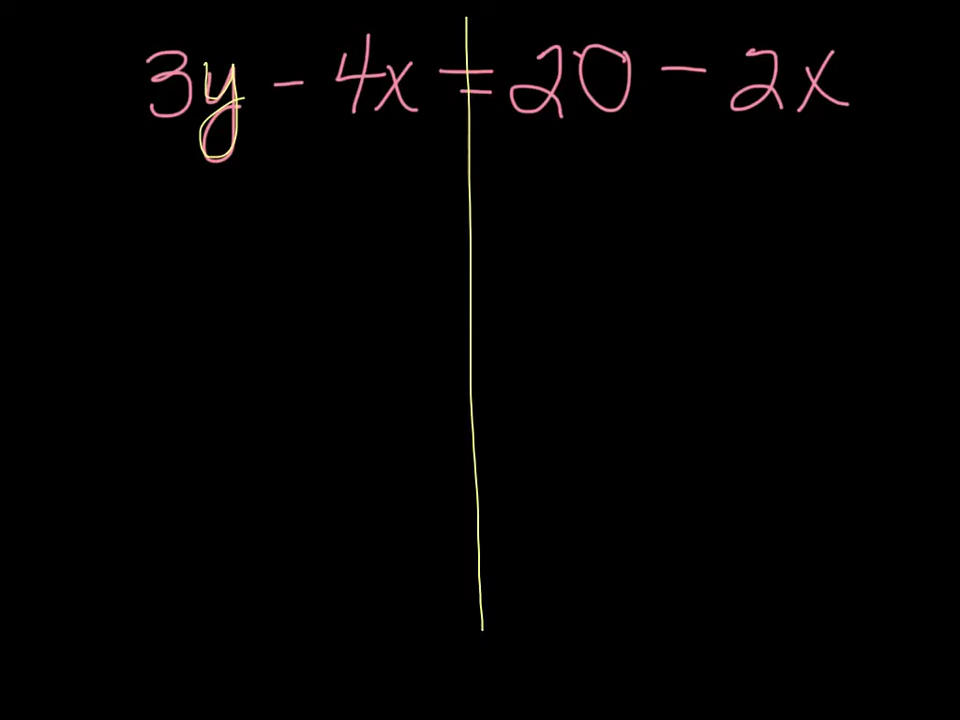 3y - 4x = 20 - 2x